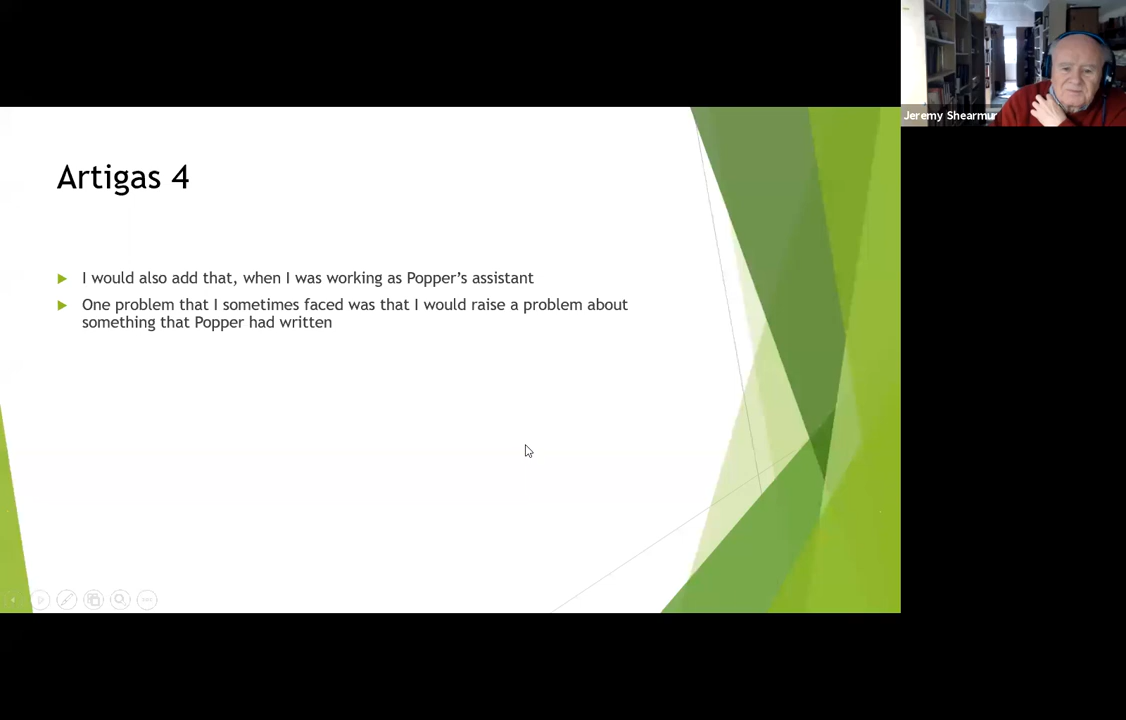 Jeremy Shearmur
Artigas 4
I would also add that, when I was working as Popper’s assistant
One problem that I sometimes faced was that I would raise a problem about
something that Popper had written